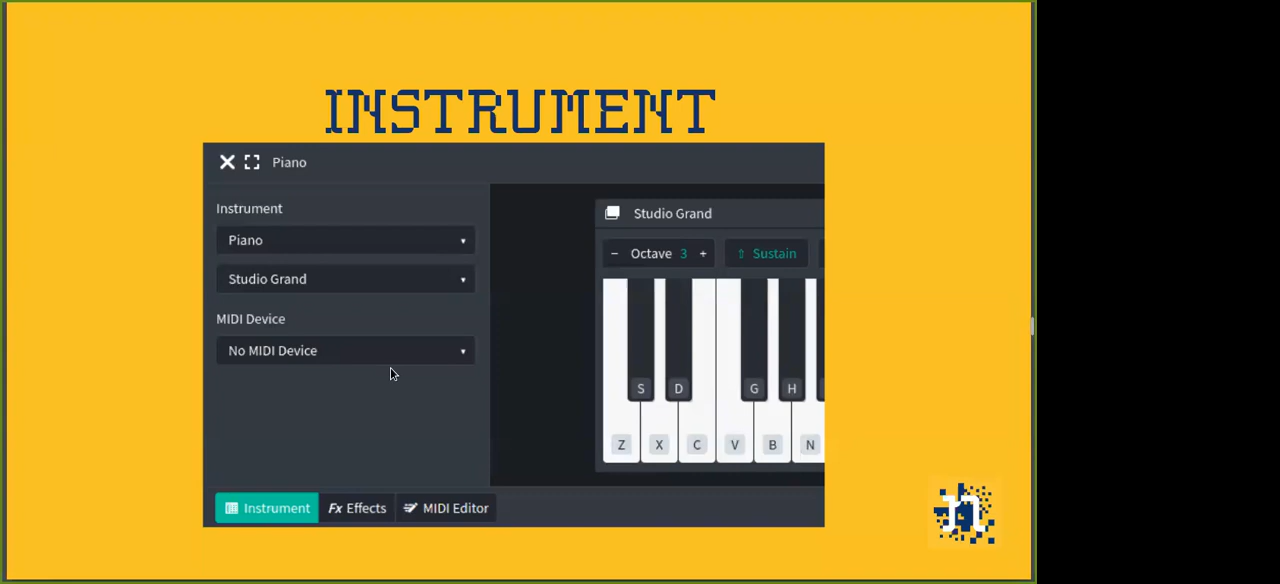 INSTRUMENT
Piano
Instrument
Piano
Studio Grand
MIDI Device
No MIDI Device
Studio Grand
− Octave 3 + ⇧ Sustain
S D G H
Z X C V B N
Instrument Fx Effects MIDI Editor
n